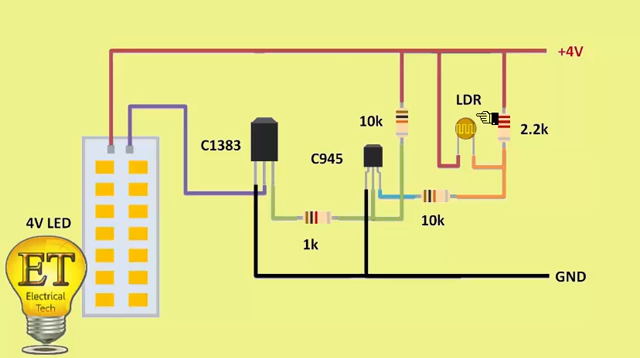 +4V
LDR
10k
2.2k
C1383
C945
10k
4V LED
1k
ET
Electrical
Tech
GND